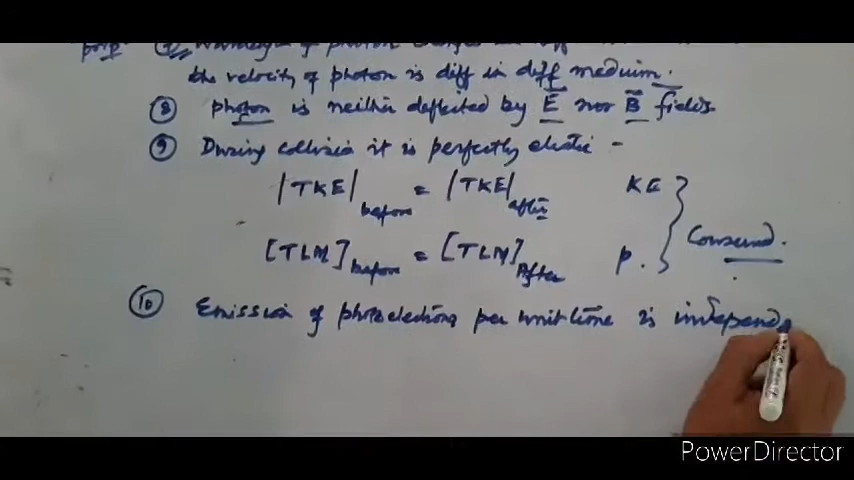 the velocity of photon is diff in diff medium.
⑧ photon is neither deflected by E nor B fields.
⑨ During collision it is perfectly elastic -
|TKE| before = |TKE| after KE
[TLM] before = [TLM] After p. Conserved.
⑩ Emission of photoelectrons per unit time is independ
PowerDirector